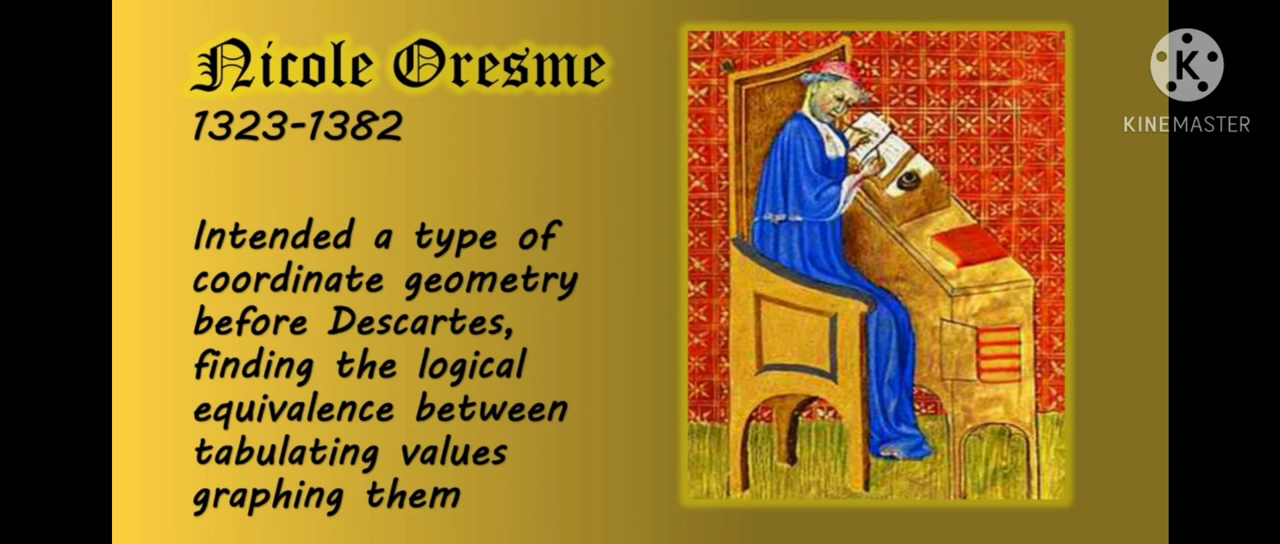 Nicole Oresme
1323-1382
Intended a type of
coordinate geometry
before Descartes,
finding the logical
equivalence between
tabulating values
graphing them
K
KINEMASTER